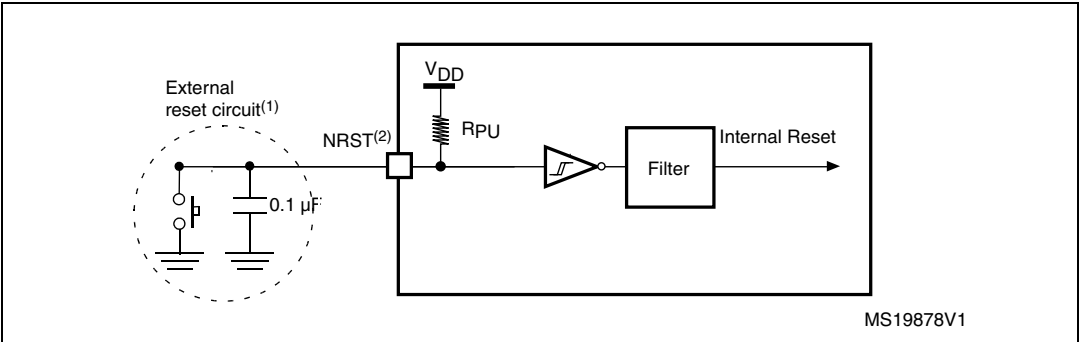 External
reset circuit(1)
VDD
NRST(2)
RPU
Internal Reset
Filter
0.1 µF
MS19878V1